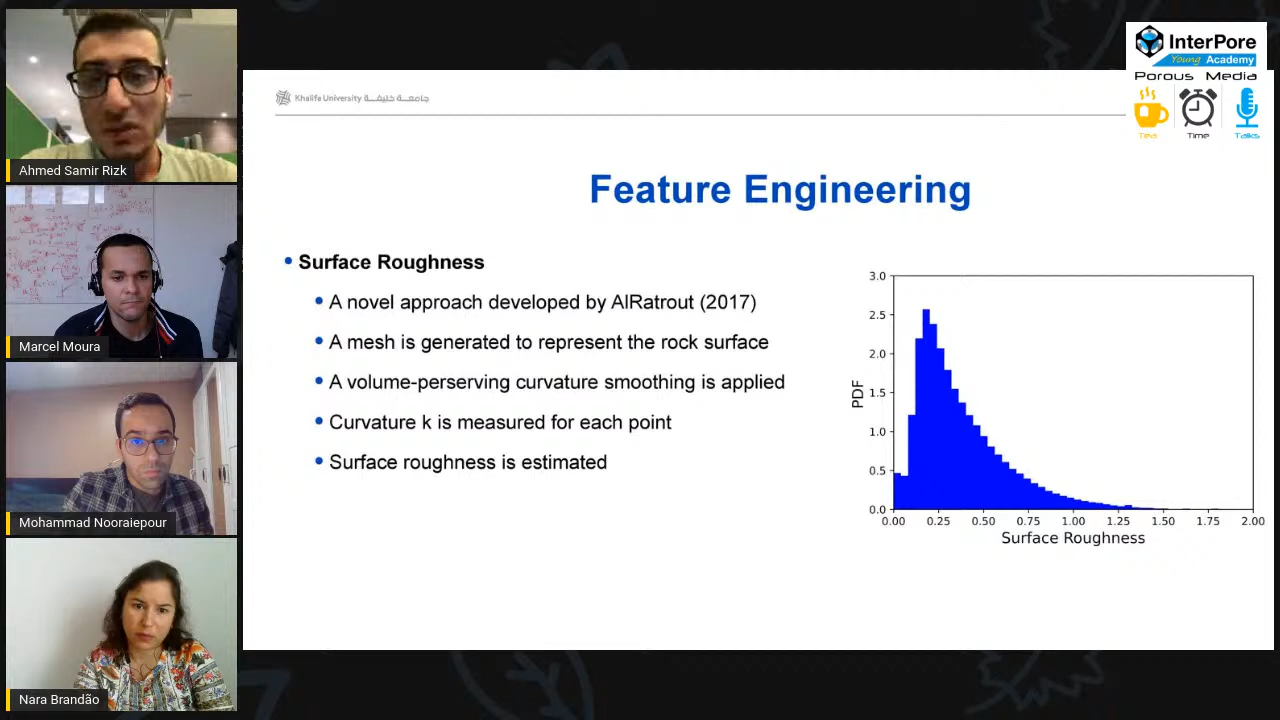 Ahmed Samir Rizk
Marcel Moura
Mohammad Nooraiepour
Nara Brandão
InterPore
Young Academy
Porous Media
Tea Time Talks
Khalifa University جامعة خليفة
Feature Engineering
• Surface Roughness
• A novel approach developed by AlRatrout (2017)
• A mesh is generated to represent the rock surface
• A volume-perserving curvature smoothing is applied
• Curvature k is measured for each point
• Surface roughness is estimated
3.0
2.5
2.0
1.5
1.0
0.5
0.0
PDF
0.00 0.25 0.50 0.75 1.00 1.25 1.50 1.75 2.00
Surface Roughness